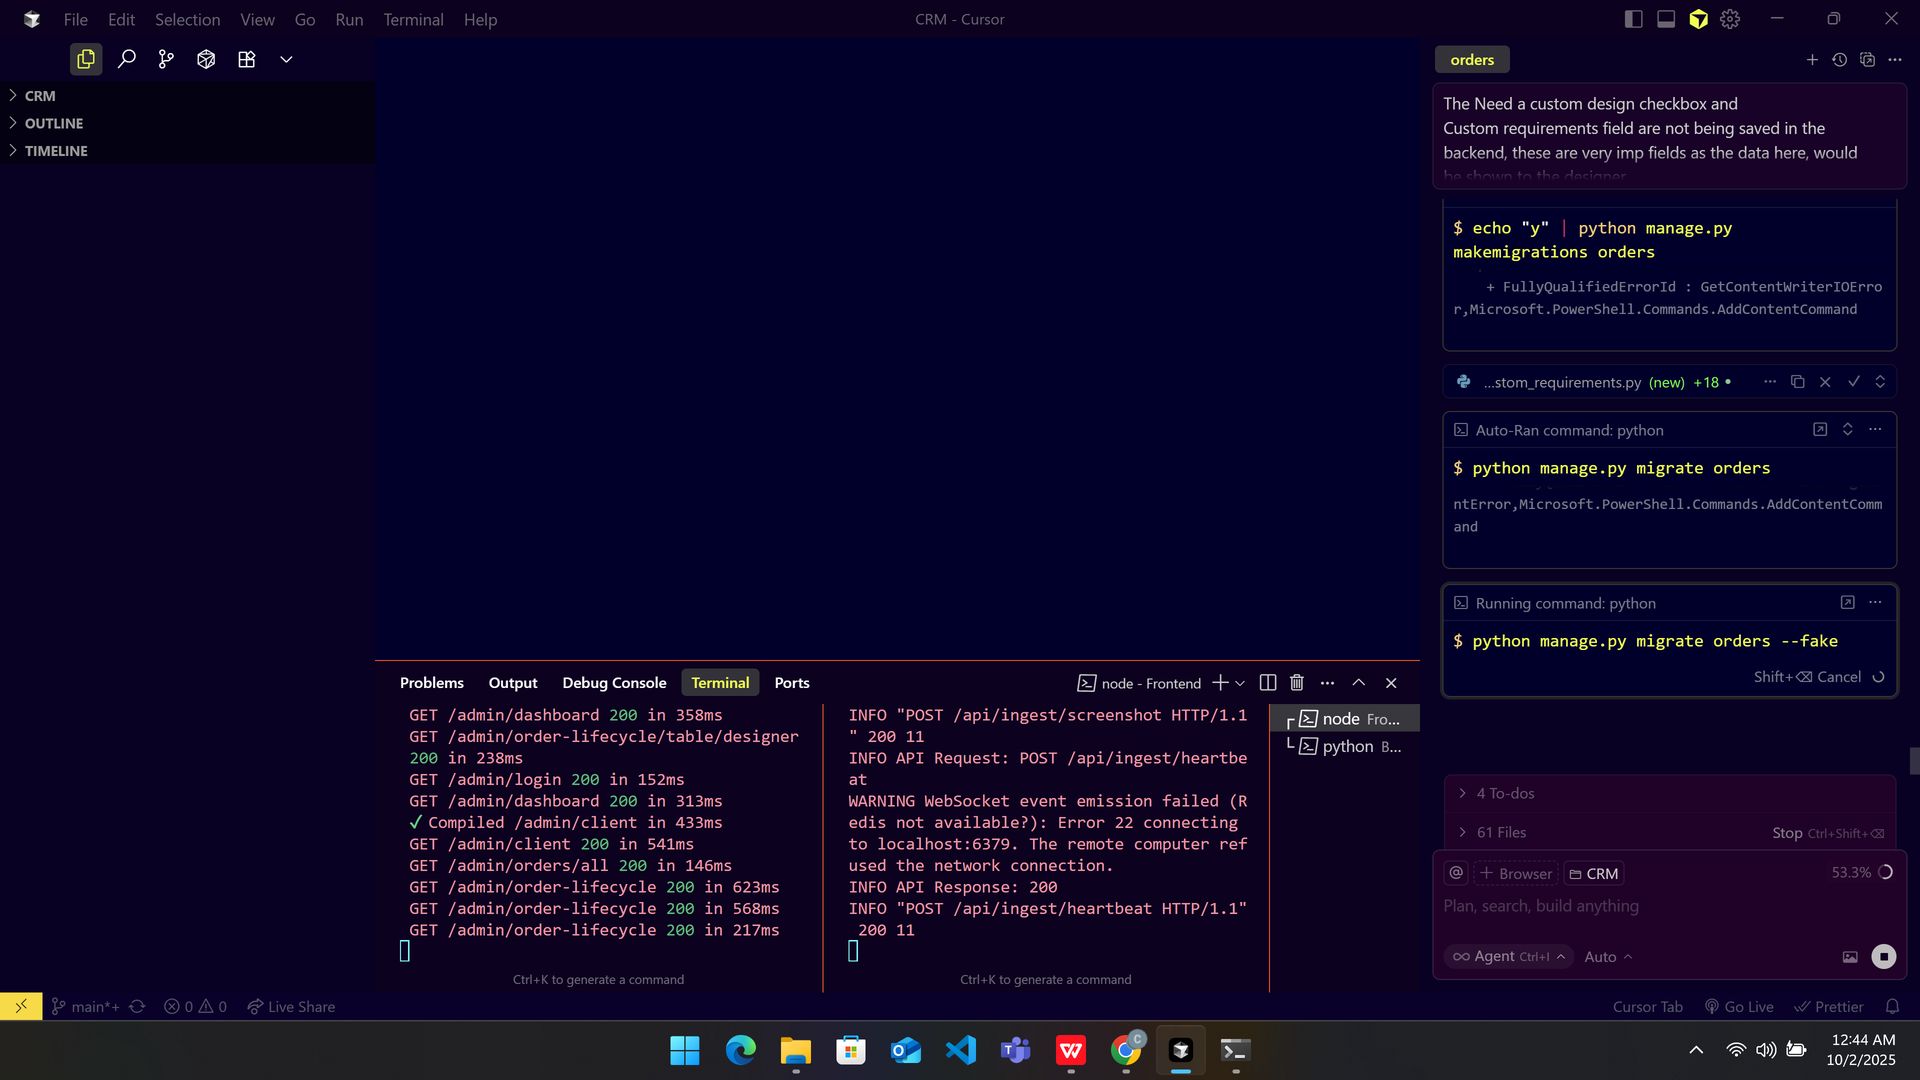 File Edit Selection View Go Run Terminal Help
CRM - Cursor
CRM
OUTLINE
TIMELINE
orders
The Need a custom design checkbox and
Custom requirements field are not being saved in the
backend, these are very imp fields as the data here, would
be shown to the designer
$ echo "y" | python manage.py
makemigrations orders
+ FullyQualifiedErrorId : GetContentWriterIOErro
r,Microsoft.PowerShell.Commands.AddContentCommand
...stom_requirements.py (new) +18
Auto-Ran command: python
$ python manage.py migrate orders
ntError,Microsoft.PowerShell.Commands.AddContentComm
and
Running command: python
$ python manage.py migrate orders --fake
Shift+⌫ Cancel
4 To-dos
61 Files
Stop Ctrl+Shift+⌫
@ + Browser CRM 53.3%
Plan, search, build anything
Agent Ctrl+I Auto
Problems Output Debug Console Terminal Ports
node - Frontend
GET /admin/dashboard 200 in 358ms
GET /admin/order-lifecycle/table/designer
200 in 238ms
GET /admin/login 200 in 152ms
GET /admin/dashboard 200 in 313ms
✓ Compiled /admin/client in 433ms
GET /admin/client 200 in 541ms
GET /admin/orders/all 200 in 146ms
GET /admin/order-lifecycle 200 in 623ms
GET /admin/order-lifecycle 200 in 568ms
GET /admin/order-lifecycle 200 in 217ms
Ctrl+K to generate a command
INFO "POST /api/ingest/screenshot HTTP/1.1
" 200 11
INFO API Request: POST /api/ingest/heartbe
at
WARNING WebSocket event emission failed (R
edis not available?): Error 22 connecting
to localhost:6379. The remote computer ref
used the network connection.
INFO API Response: 200
INFO "POST /api/ingest/heartbeat HTTP/1.1"
200 11
Ctrl+K to generate a command
node Fro...
python B...
main*+ 0 0 Live Share
Cursor Tab Go Live Prettier
12:44 AM
10/2/2025